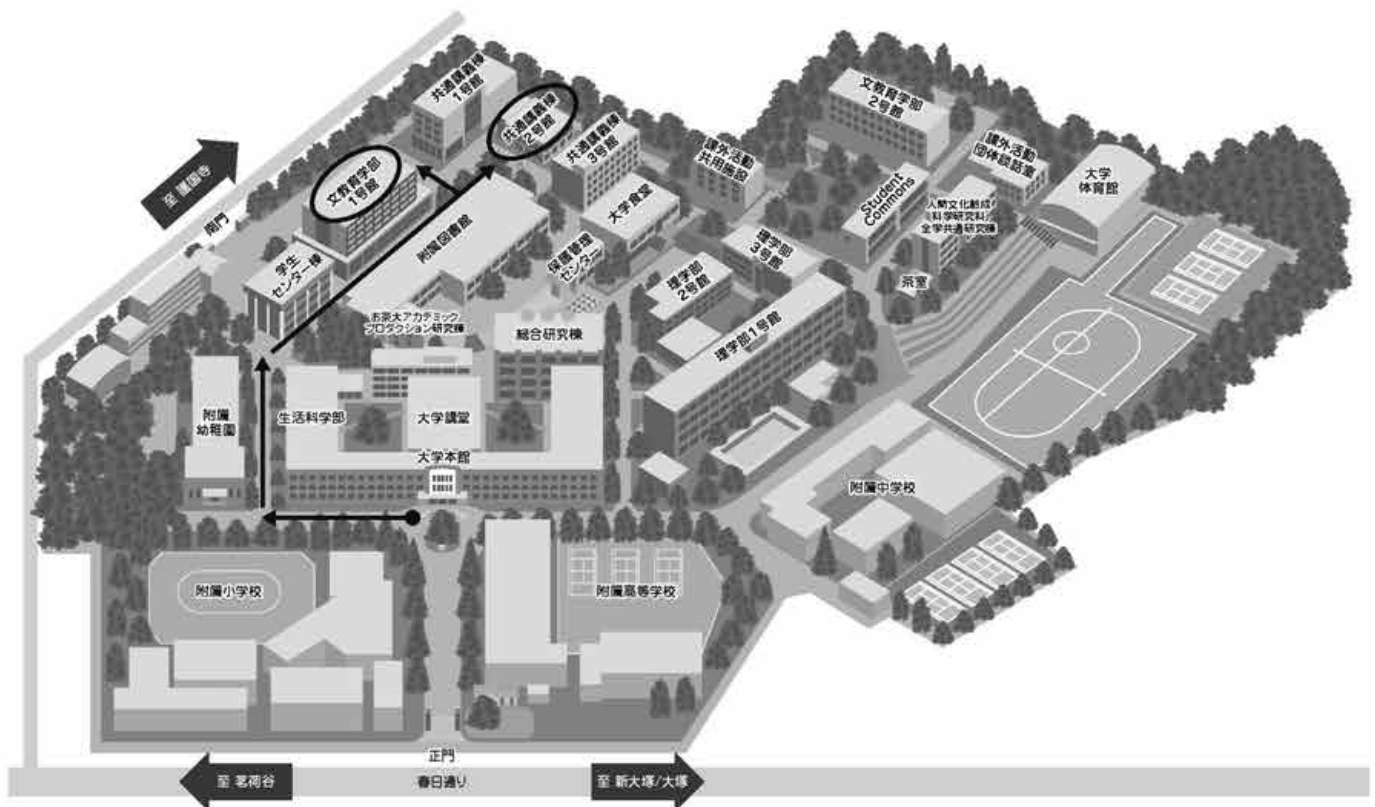 共通講義棟
1号館
共通講義棟
2号館
共通講義棟
3号館
文教育学部
1号館
文教育学部
2号館
課外活動
共用施設
課外活動
団体談話室
大学
体育館
Student
Commons
人間文化創成
科学研究科
全学共通研究棟
茶室
至 護国寺
南門
学生
センター棟
附属図書館
大学食堂
保健管理
センター
理学部
3号館
理学部
2号館
理学部1号館
お茶大アカデミック
プロダクション研究棟
総合研究棟
附属
幼稚園
生活科学部
大学講堂
大学本館
附属中学校
附属小学校
附属高等学校
正門
至 茗荷谷
春日通り
至 新大塚/大塚